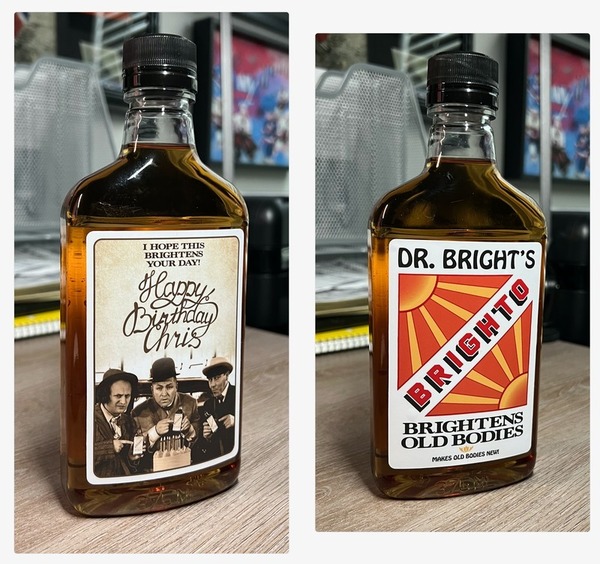 I HOPE THIS
BRIGHTENS
YOUR DAY!
Happy
Birthday
Chris
DR. BRIGHT'S
BRIGHTO
BRIGHTENS
OLD BODIES
MAKES OLD BODIES NEW!